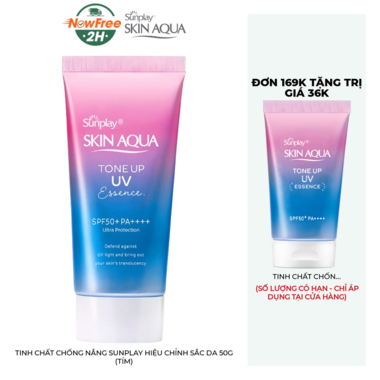 NowFree
2H
Sunplay
SKIN AQUA
Sunplay
SKIN AQUA
TONE UP
UV
Essence.
SPF50+PA++++
Ultra Protection
Defend against
UV light and bring out
your skin's translucency
TINH CHẤT CHỐNG NẮNG SUNPLAY HIỆU CHỈNH SẮC DA 50G
(TÍM)
ĐƠN 169K TẶNG TRỊ
GIÁ 36K
Sunplay
SKIN AQUA
TONE UP
UV
(ESSENCE)
SPF50+ PA++++
TINH CHẤT CHỐN...
(SỐ LƯỢNG CÓ HẠN - CHỈ ÁP
DỤNG TẠI CỬA HÀNG)